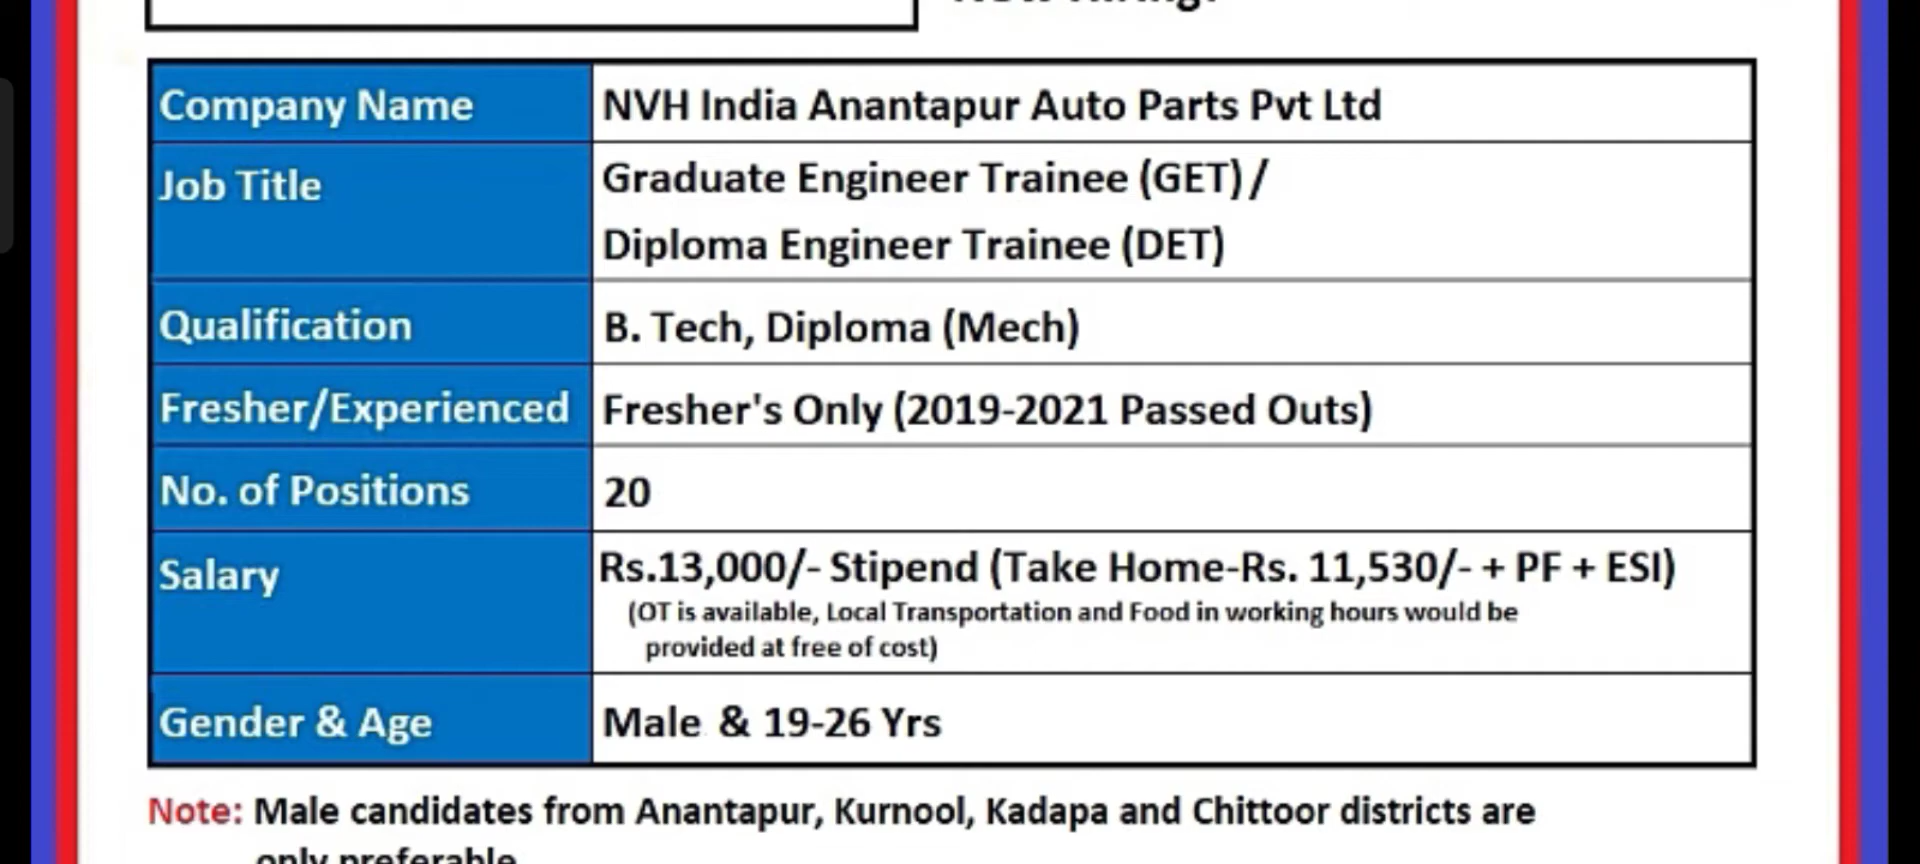 Company Name NVH India Anantapur Auto Parts Pvt Ltd
Job Title Graduate Engineer Trainee (GET) /
Diploma Engineer Trainee (DET)
Qualification B. Tech, Diploma (Mech)
Fresher/Experienced Fresher's Only (2019-2021 Passed Outs)
No. of Positions 20
Salary Rs.13,000/- Stipend (Take Home-Rs. 11,530/- + PF + ESI)
(OT is available, Local Transportation and Food in working hours would be
provided at free of cost)
Gender & Age Male & 19-26 Yrs
Note: Male candidates from Anantapur, Kurnool, Kadapa and Chittoor districts are
only preferable